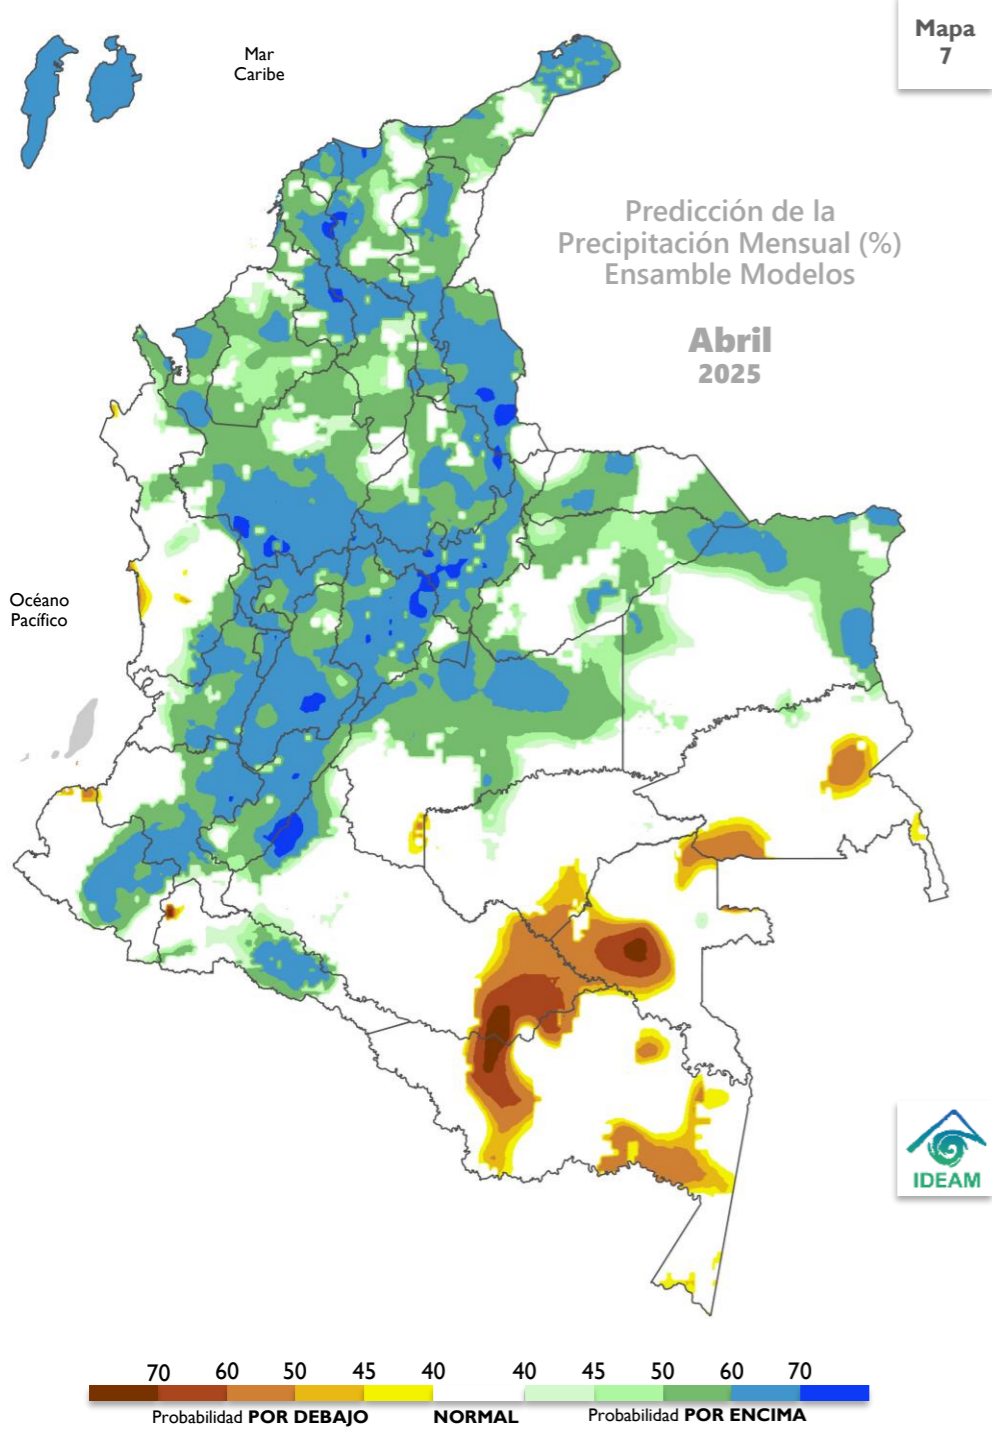 Mapa
7
Mar
Caribe
Predicción de la
Precipitación Mensual (%)
Ensamble Modelos
Abril
2025
Océano
Pacífico
IDEAM
70 60 50 45 40 40 45 50 60 70
Probabilidad POR DEBAJO NORMAL Probabilidad POR ENCIMA